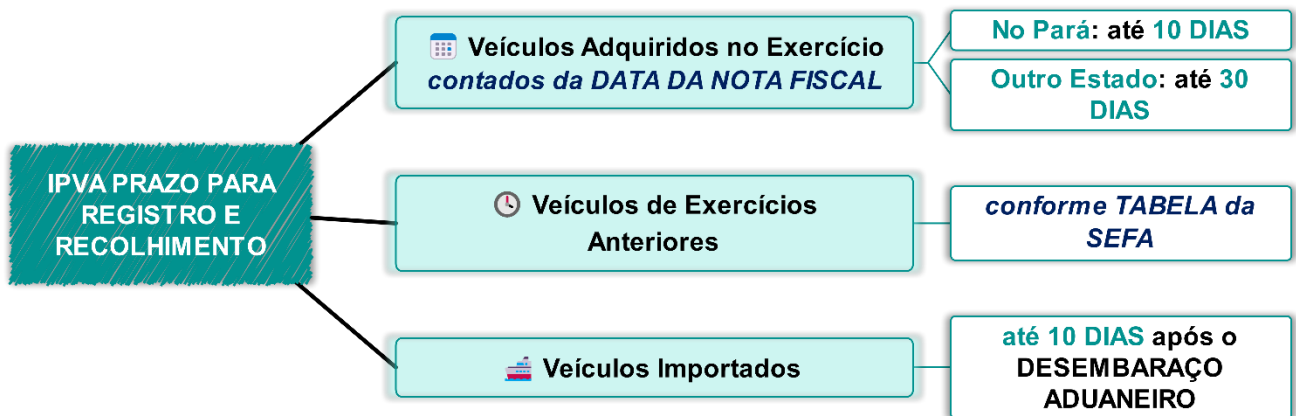 IPVA PRAZO PARA
REGISTRO E
RECOLHIMENTO
Veículos Adquiridos no Exercício
contados da DATA DA NOTA FISCAL
No Pará: até 10 DIAS
Outro Estado: até 30
DIAS
Veículos de Exercícios
Anteriores
conforme TABELA da
SEFA
Veículos Importados
até 10 DIAS após o
DESEMBARAÇO
ADUANEIRO